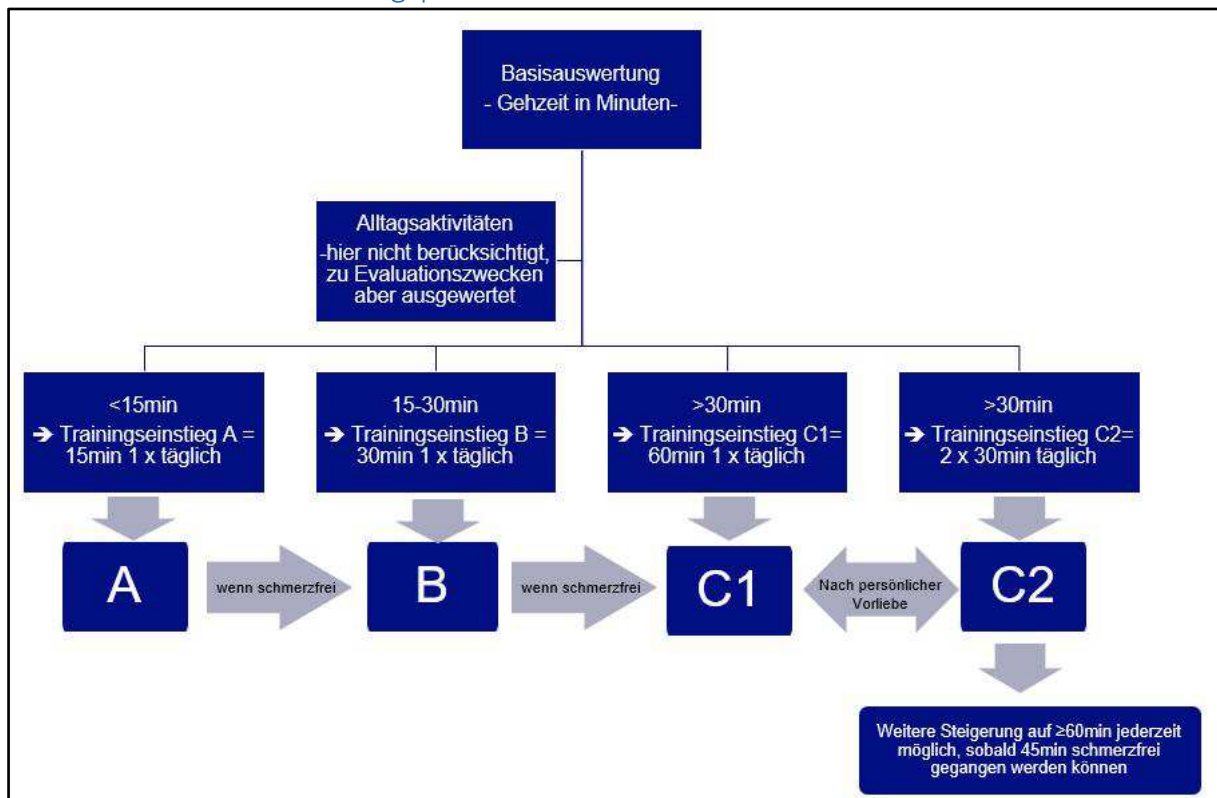 Basisauswertung
- Gehzeit in Minuten-
Alltagsaktivitäten
-hier nicht berücksichtigt,
zu Evaluationszwecken
aber ausgewertet
<15min
➔ Trainingseinstieg A =
15min 1 x täglich
15-30min
➔ Trainingseinstieg B =
30min 1 x täglich
>30min
➔ Trainingseinstieg C1=
60min 1 x täglich
>30min
➔ Trainingseinstieg C2=
2 x 30min täglich
A
wenn schmerzfrei
B
wenn schmerzfrei
C1
Nach persönlicher
Vorliebe
C2
Weitere Steigerung auf ≥60min jederzeit
möglich, sobald 45min schmerzfrei
gegangen werden können